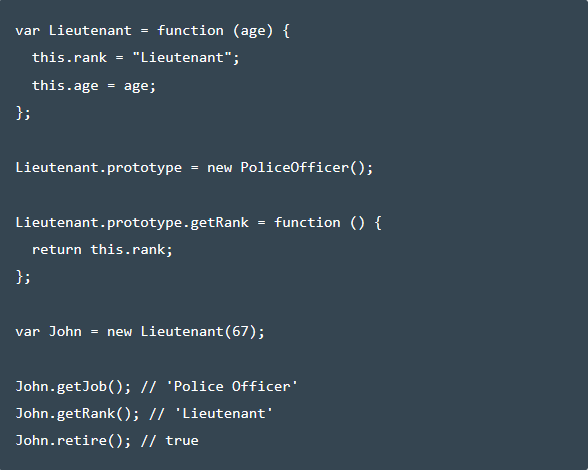 var Lieutenant = function (age) {
  this.rank = "Lieutenant";
  this.age = age;
};

Lieutenant.prototype = new PoliceOfficer();

Lieutenant.prototype.getRank = function () {
  return this.rank;
};

var John = new Lieutenant(67);

John.getJob(); // 'Police Officer'
John.getRank(); // 'Lieutenant'
John.retire(); // true